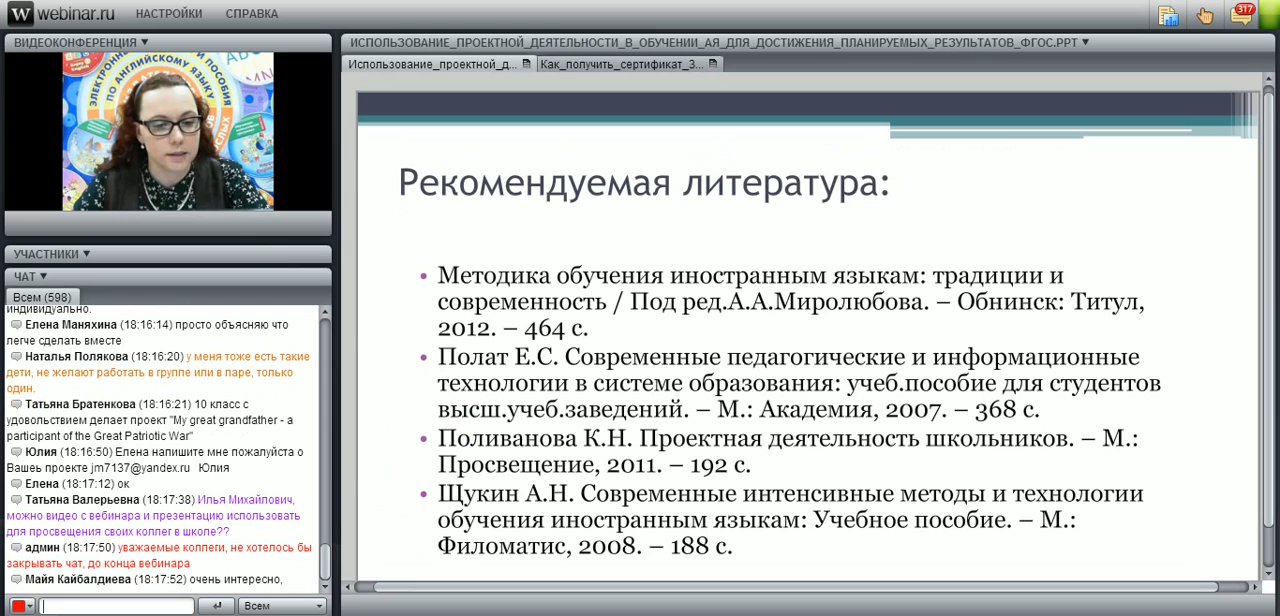 webinar.ru
НАСТРОЙКИ
СПРАВКА
317
ВИДЕОКОНФЕРЕНЦИЯ
ЭЛЕКТРОННЫЕ
ПОСОБИЯ
ПО АНГЛИЙСКОМУ ЯЗЫКУ
УЧАСТНИКИ
ЧАТ
Всем (598)
индивидуально.
Елена Маняхина (18:16:14) просто объясняю что
легче сделать вместе
Наталья Полякова (18:16:20) у меня тоже есть такие
дети, не желают работать в группе или в паре, только
один.
Татьяна Братенкова (18:16:21) 10 класс с
удовольствием делает проект "My great grandfather - a
participant of the Great Patriotic War"
Юлия (18:16:50) Елена напишите мне пожалуйста о
Вашеь проекте jm7137@yandex.ru Юлия
Елена (18:17:12) ок
Татьяна Валерьевна (18:17:38) Илья Михайлович,
можно видео с вебинара и презентацию использовать
для просвещения своих коллег в школе??
админ (18:17:50) уважаемые коллеги, не хотелось бы
закрывать чат, до конца вебинара
Майя Кайбалдиева (18:17:52) очень интересно,
Всем
ИСПОЛЬЗОВАНИЕ_ПРОЕКТНОЙ_ДЕЯТЕЛЬНОСТИ_В_ОБУЧЕНИИ_АЯ_ДЛЯ_ДОСТИЖЕНИЯ_ПЛАНИРУЕМЫХ_РЕЗУЛЬТАТОВ_ФГОС.PPT
Использование_проектной_д...
Как_получить_сертификат_3...
Рекомендуемая литература:
• Методика обучения иностранным языкам: традиции и
современность / Под ред.А.А.Миролюбова. – Обнинск: Титул,
2012. – 464 с.
• Полат Е.С. Современные педагогические и информационные
технологии в системе образования: учеб.пособие для студентов
высш.учеб.заведений. – М.: Академия, 2007. – 368 с.
• Поливанова К.Н. Проектная деятельность школьников. – М.:
Просвещение, 2011. – 192 с.
• Щукин А.Н. Современные интенсивные методы и технологии
обучения иностранным языкам: Учебное пособие. – М.:
Филоматис, 2008. – 188 с.